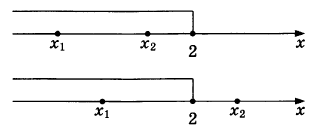 x₁ x₂ 2 x
x₁ 2 x₂ x